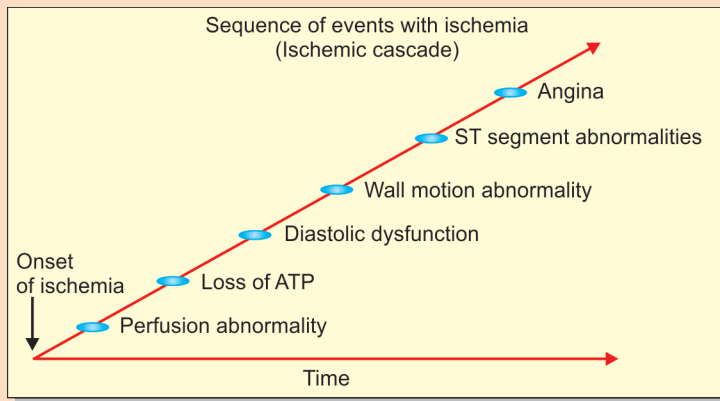 Sequence of events with ischemia
(Ischemic cascade)
Angina
ST segment abnormalities
Wall motion abnormality
Diastolic dysfunction
Onset
of ischemia
Loss of ATP
Perfusion abnormality
Time